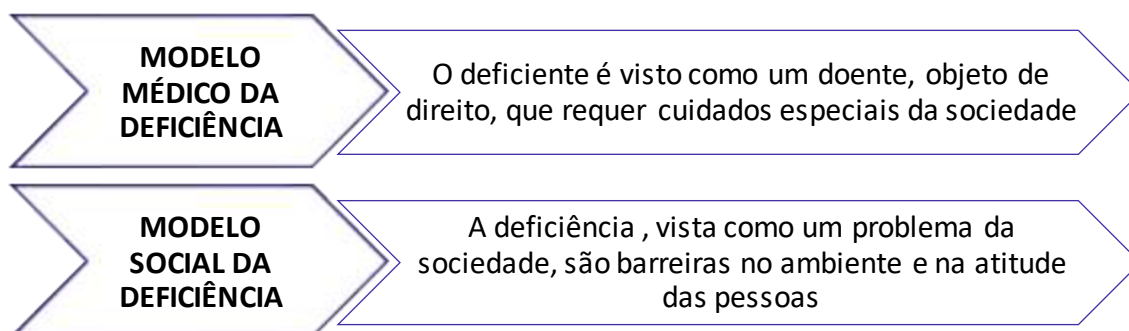 MODELO
MÉDICO DA
DEFICIÊNCIA
O deficiente é visto como um doente, objeto de
direito, que requer cuidados especiais da sociedade
MODELO
SOCIAL DA
DEFICIÊNCIA
A deficiência , vista como um problema da
sociedade, são barreiras no ambiente e na atitude
das pessoas